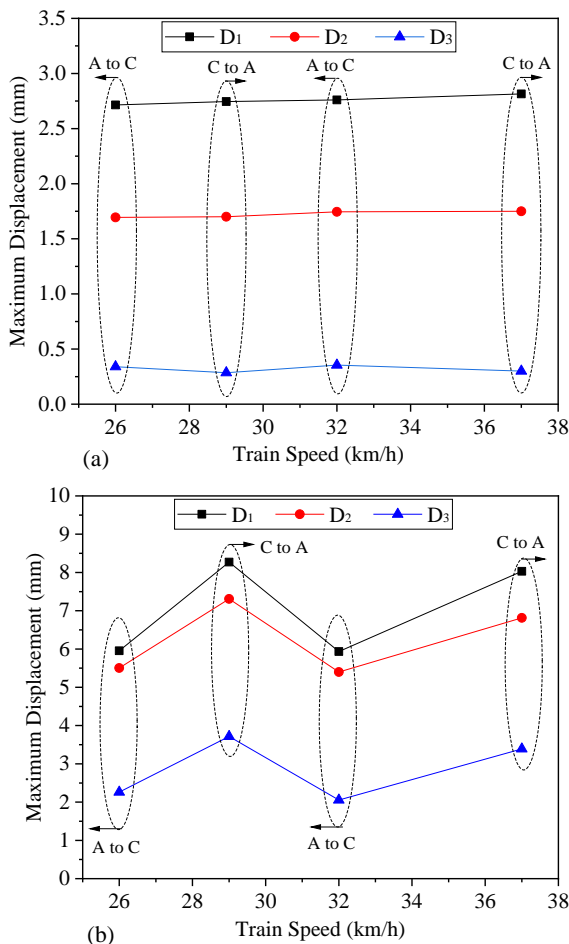 D1 D2 D3
A to C C to A A to C C to A
3.5
3.0
2.5
2.0
1.5
1.0
0.5
0.0
Maximum Displacement (mm)
26 28 30 32 34 36 38
Train Speed (km/h)
(a)
D1 D2 D3
C to A C to A
10
9
8
7
6
5
4
3
2
1
0
Maximum Displacement (mm)
A to C A to C
26 28 30 32 34 36 38
Train Speed (km/h)
(b)